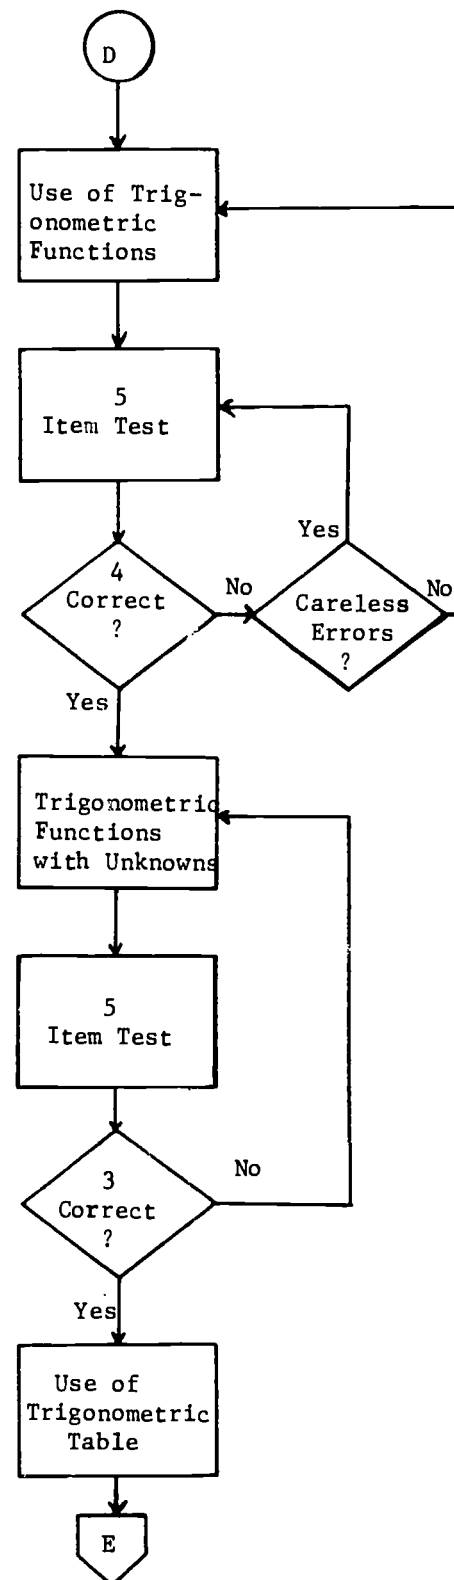 D
Use of Trig-
onometric
Functions
5
Item Test
Yes
4
Correct
?
No
Careless
Errors
?
No
Yes
Trigonometric
Functions
with Unknowns
5
Item Test
3
Correct
?
No
Yes
Use of
Trigonometric
Table
E